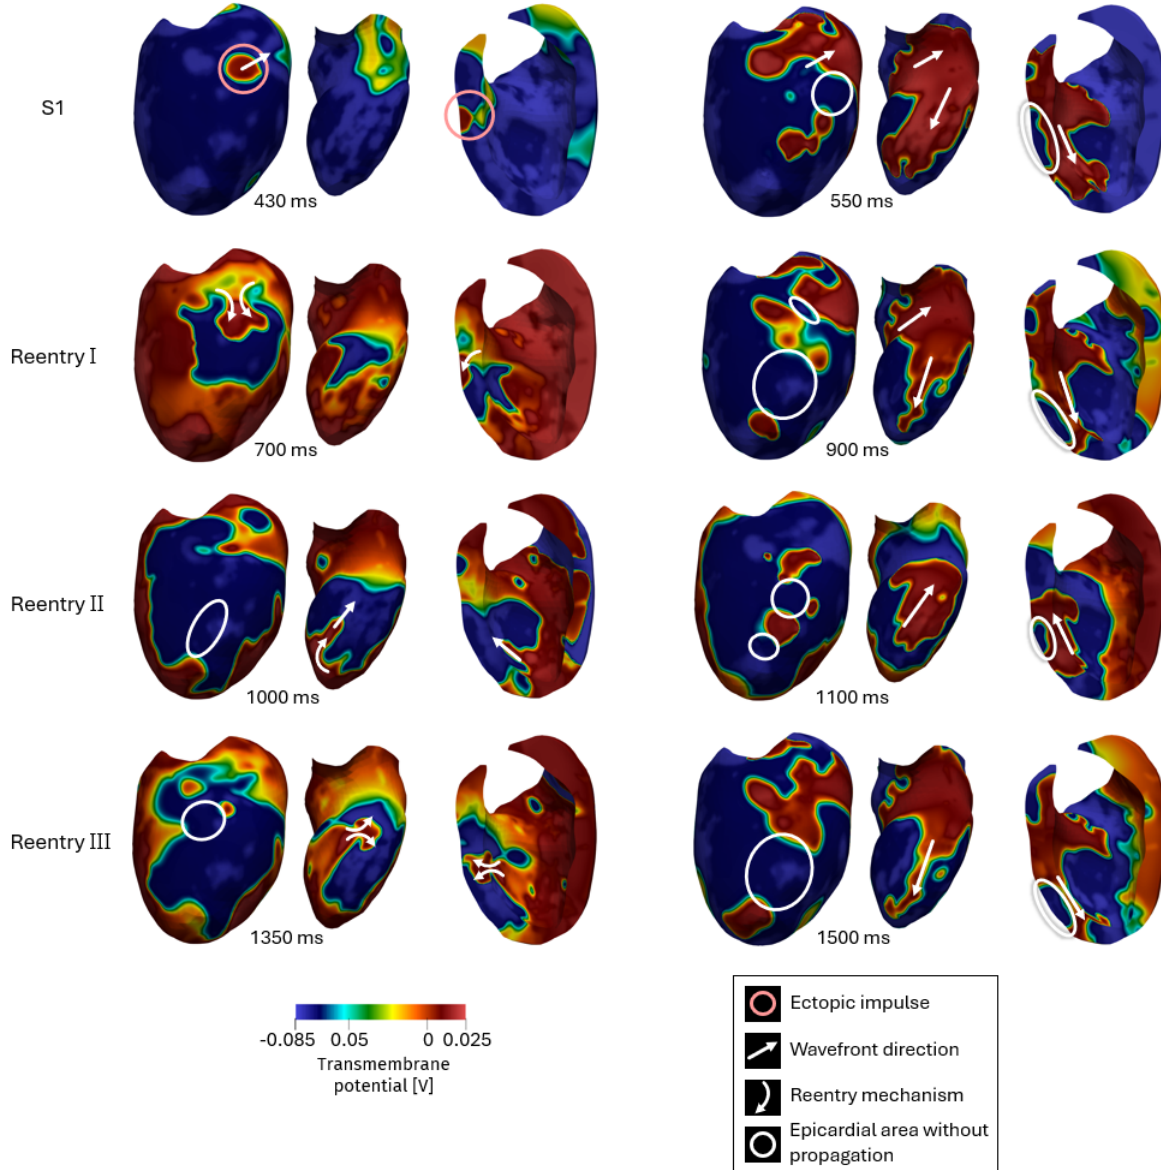 S1
430 ms
550 ms
Reentry I
700 ms
900 ms
Reentry II
1000 ms
1100 ms
Reentry III
1350 ms
1500 ms
-0.085 0.05 0 0.025
Transmembrane
potential [V]
Ectopic impulse
Wavefront direction
Reentry mechanism
Epicardial area without
propagation